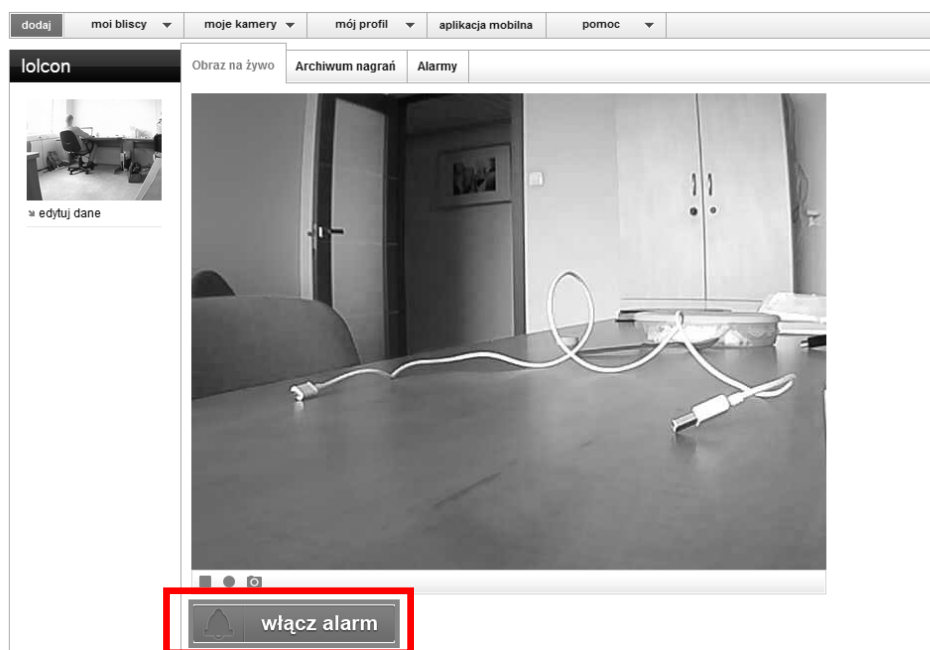 dodaj moi bliscy moje kamery mój profil aplikacja mobilna pomoc
lolcon
Obraz na żywo Archiwum nagrań Alarmy
edytuj dane
włącz alarm